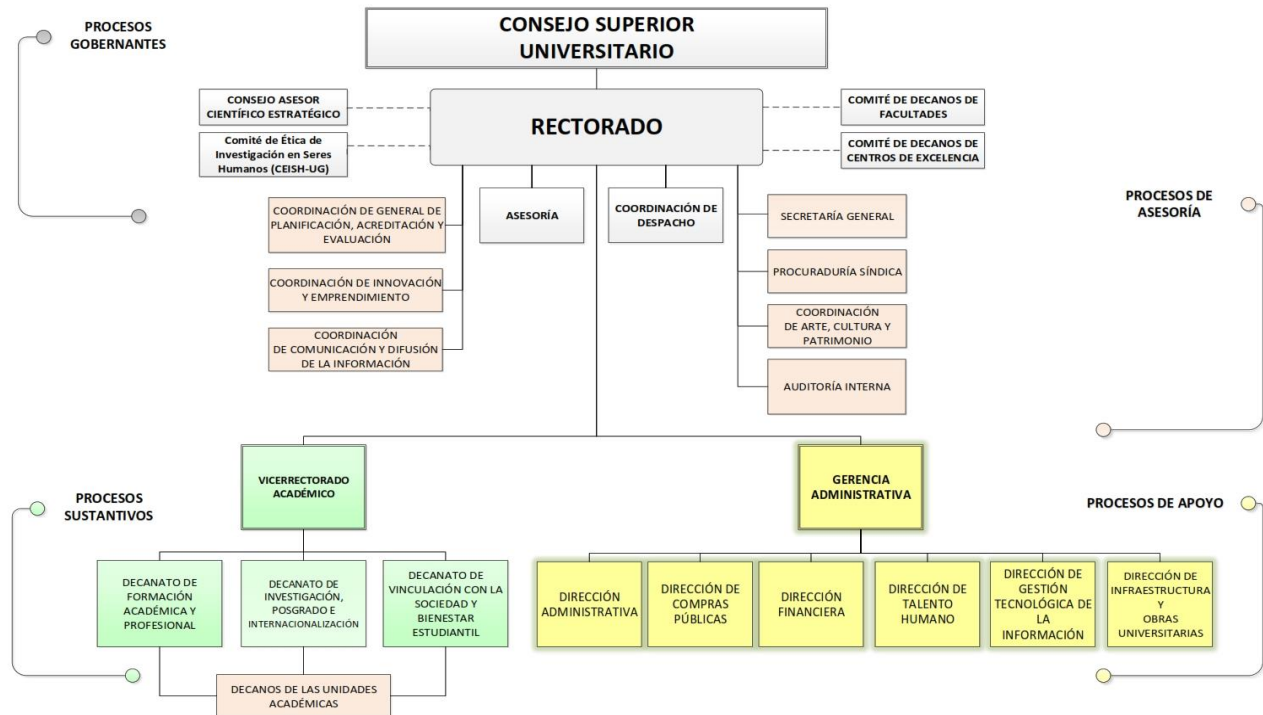 PROCESOS
GOBERNANTES
CONSEJO SUPERIOR
UNIVERSITARIO
CONSEJO ASESOR
CIENTÍFICO ESTRATÉGICO
Comité de Ética de
Investigación en Seres
Humanos (CEISH-UG)
RECTORADO
COMITÉ DE DECANOS DE
FACULTADES
COMITÉ DE DECANOS DE
CENTROS DE EXCELENCIA
COORDINACIÓN DE GENERAL DE
PLANIFICACIÓN, ACREDITACIÓN Y
EVALUACIÓN
ASESORÍA
COORDINACIÓN DE
DESPACHO
SECRETARÍA GENERAL
PROCESOS DE
ASESORÍA
COORDINACIÓN DE INNOVACIÓN
Y EMPRENDIMIENTO
PROCURADURÍA SÍNDICA
COORDINACIÓN
DE COMUNICACIÓN Y DIFUSIÓN
DE LA INFORMACIÓN
COORDINACIÓN
DE ARTE, CULTURA Y
PATRIMONIO
AUDITORÍA INTERNA
VICERRECTORADO
ACADÉMICO
GERENCIA
ADMINISTRATIVA
PROCESOS
SUSTANTIVOS
PROCESOS DE APOYO
DECANATO DE
FORMACIÓN
ACADÉMICA Y
PROFESIONAL
DECANATO DE
INVESTIGACIÓN,
POSGRADO E
INTERNACIONALIZACIÓN
DECANATO DE
VINCULACIÓN CON LA
SOCIEDAD Y
BIENESTAR
ESTUDIANTIL
DIRECCIÓN
ADMINISTRATIVA
DIRECCIÓN DE
COMPRAS
PÚBLICAS
DIRECCIÓN
FINANCIERA
DIRECCIÓN DE
TALENTO
HUMANO
DIRECCIÓN DE
GESTIÓN
TECNOLÓGICA DE
LA
INFORMACIÓN
DIRECCIÓN DE
INFRAESTRUCTURA
Y
OBRAS
UNIVERSITARIAS
DECANOS DE LAS UNIDADES
ACADÉMICAS